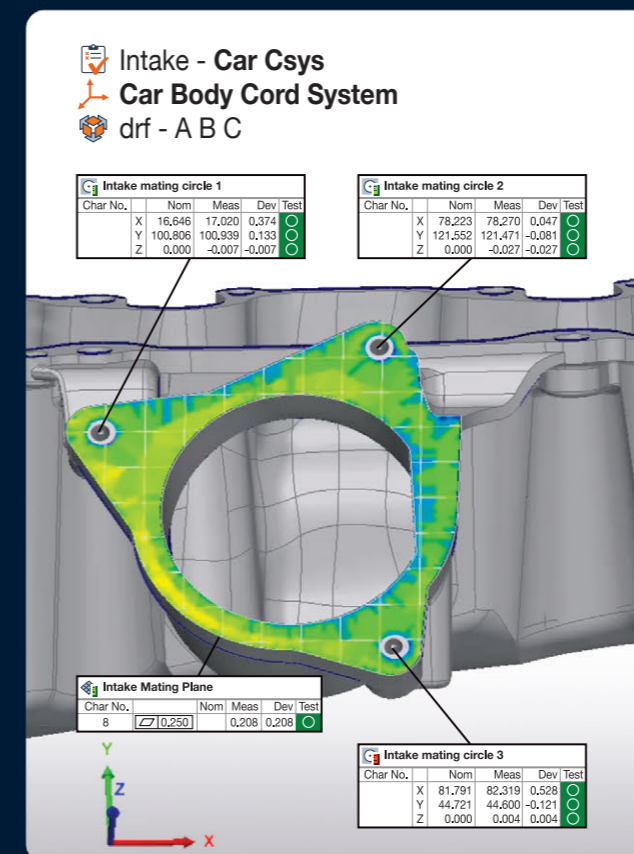 Intake - Car Csys
Car Body Cord System
drf - A B C
Intake mating circle 1
Char No. Nom Meas Dev Test
X 16.646 17.020 0.374
Y 100.806 100.939 0.133
Z 0.000 -0.007 -0.007
Intake mating circle 2
Char No. Nom Meas Dev Test
X 78.223 78.270 0.047
Y 121.552 121.471 -0.081
Z 0.000 -0.027 -0.027
Intake Mating Plane
Char No. Nom Meas Dev Test
8 0.250 0.208 0.208
Intake mating circle 3
Char No. Nom Meas Dev Test
X 81.791 82.319 0.528
Y 44.721 44.600 -0.121
Z 0.000 0.004 0.004
Y
Z
X